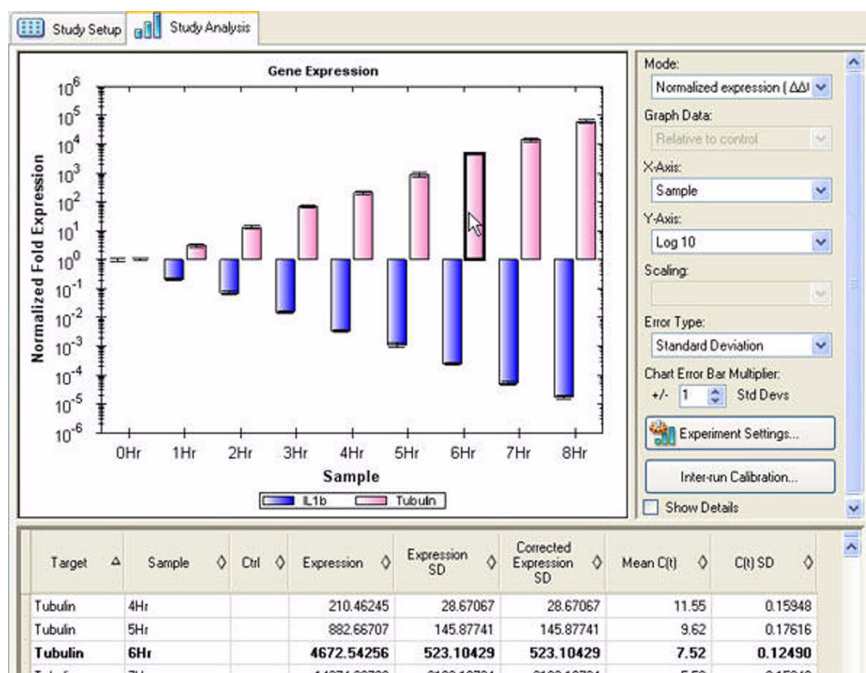 Study Setup
Study Analysis
Gene Expression
Normalized Fold Expression
10^6
10^5
10^4
10^3
10^2
10^1
10^0
10^-1
10^-2
10^-3
10^-4
10^-5
10^-6
0Hr 1Hr 2Hr 3Hr 4Hr 5Hr 6Hr 7Hr 8Hr
Sample
IL1b Tubulin
Mode:
Normalized expression ( ΔΔ
Graph Data:
Relative to control
X-Axis:
Sample
Y-Axis:
Log 10
Scaling:
Error Type:
Standard Deviation
Chart Error Bar Multiplier:
+/- 1 Std Devs
Experiment Settings...
Inter-run Calibration...
Show Details
Target Sample Ctrl Expression Expression SD Corrected Expression SD Mean C(t) C(t) SD
Tubulin 4Hr 210.46245 28.67067 28.67067 11.55 0.15948
Tubulin 5Hr 882.66707 145.87741 145.87741 9.62 0.17616
Tubulin 6Hr 4672.54256 523.10429 523.10429 7.52 0.12490